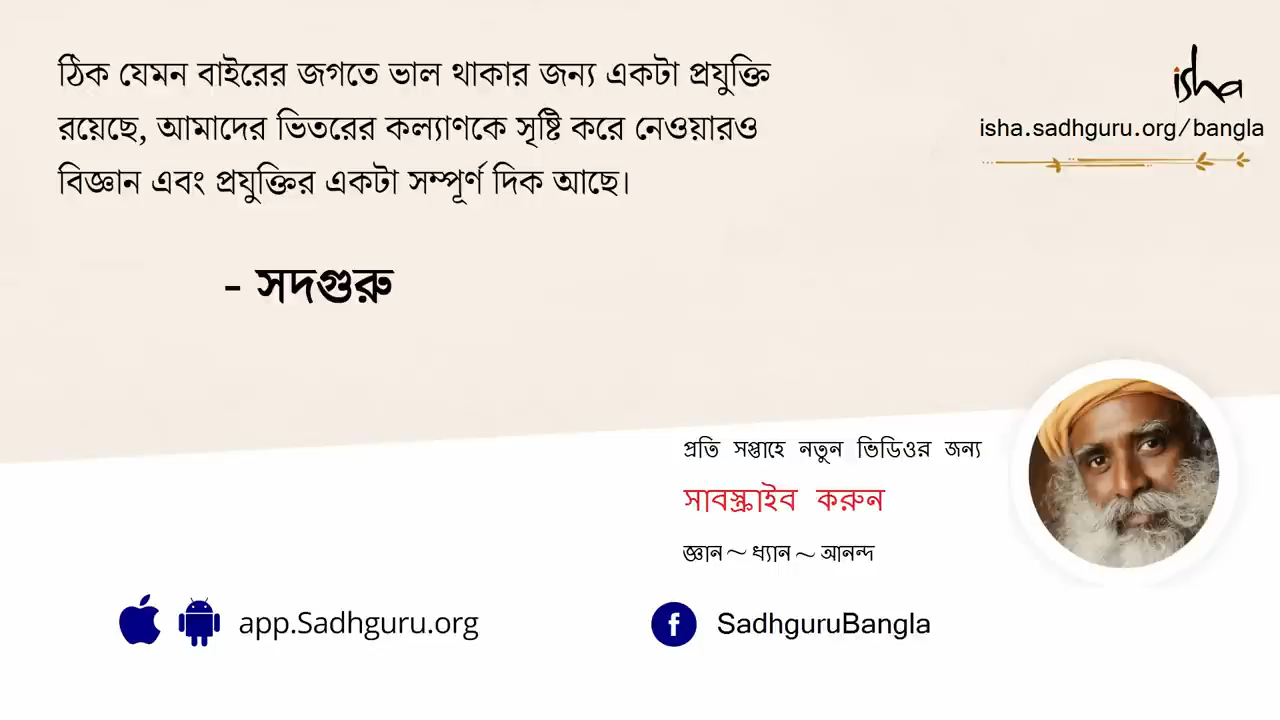 ঠিক যেমন বাইরের জগতে ভাল থাকার জন্য একটা প্রযুক্তি
রয়েছে, আমাদের ভিতরের কল্যাণকে সৃষ্টি করে নেওয়ারও
বিজ্ঞান এবং প্রযুক্তির একটা সম্পূর্ণ দিক আছে।
- সদগুরু
isha
isha.sadhguru.org/bangla
প্রতি সপ্তাহে নতুন ভিডিওর জন্য
সাবস্ক্রাইব করুন
জ্ঞান ~ ধ্যান ~ আনন্দ
app.Sadhguru.org
f SadhguruBangla